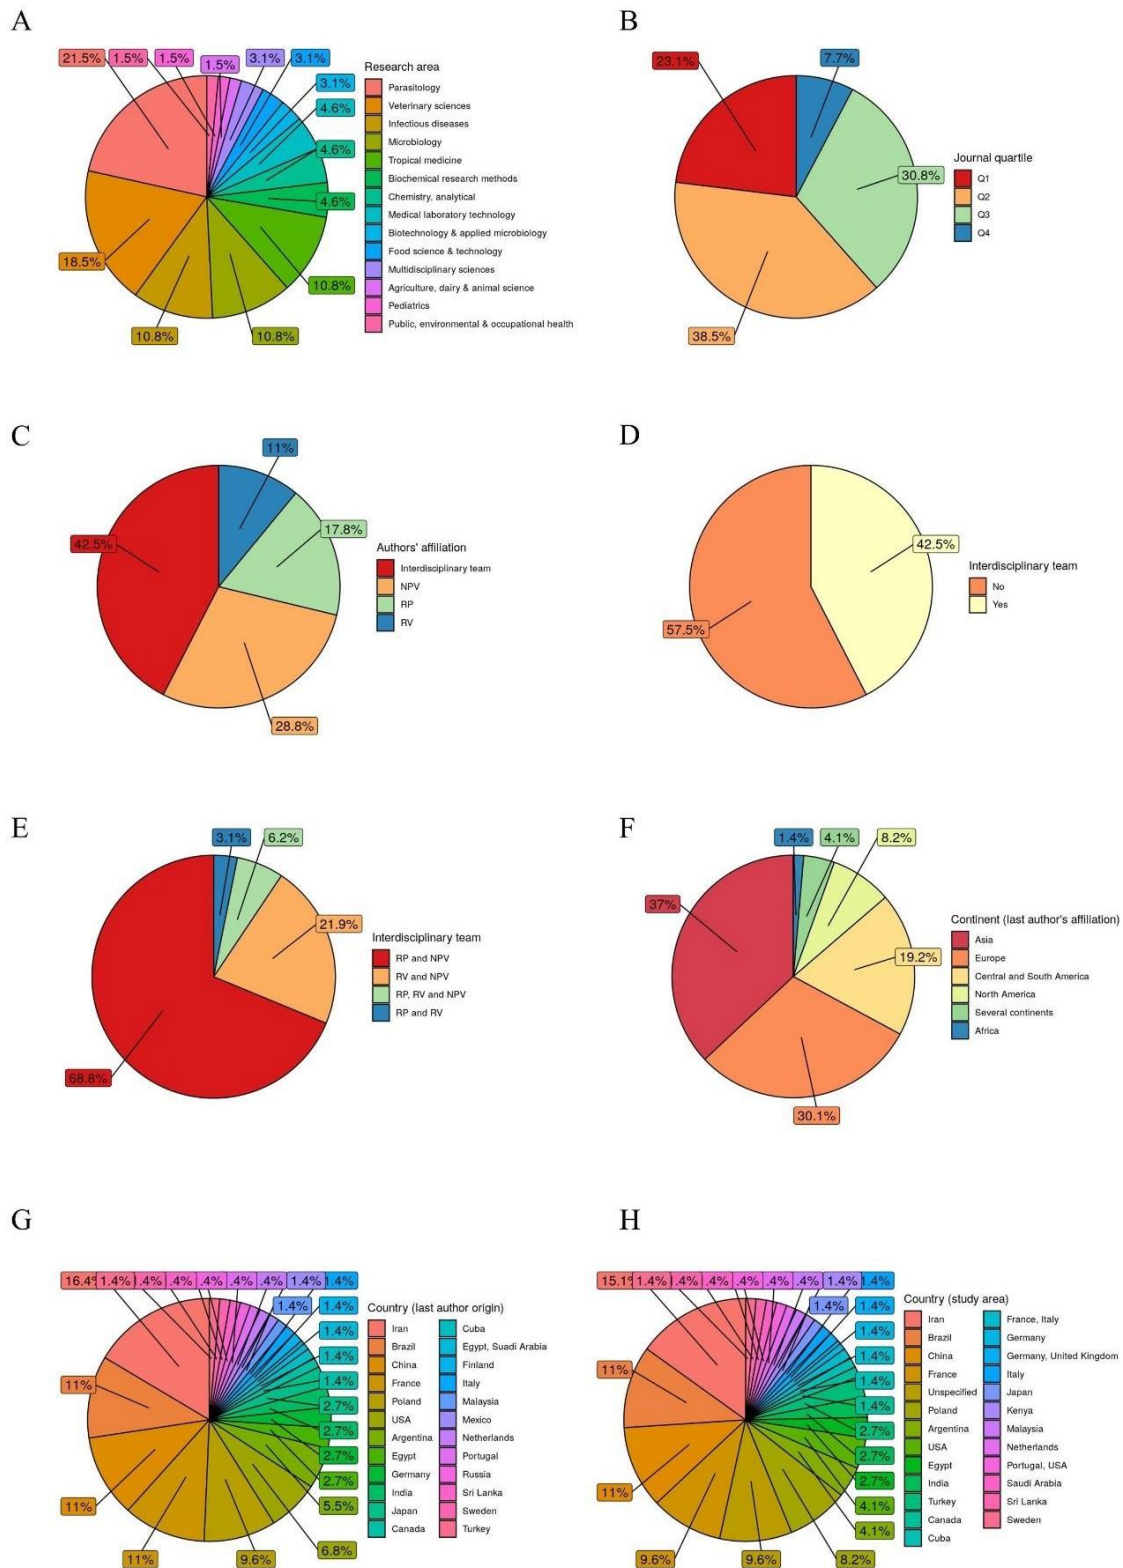 A
21.5%
1.5%
1.5%
1.5%
3.1%
3.1%
3.1%
4.6%
4.6%
4.6%
10.8%
10.8%
10.8%
18.5%
Research area
Parasitology
Veterinary sciences
Infectious diseases
Microbiology
Tropical medicine
Biochemical research methods
Chemistry, analytical
Medical laboratory technology
Biotechnology & applied microbiology
Food science & technology
Multidisciplinary sciences
Agriculture, dairy & animal science
Pediatrics
Public, environmental & occupational health
B
23.1%
7.7%
30.8%
38.5%
Journal quartile
Q1
Q2
Q3
Q4
C
11%
42.5%
17.8%
28.8%
Authors' affiliation
Interdisciplinary team
NPV
RP
RV
D
42.5%
57.5%
Interdisciplinary team
No
Yes
E
3.1%
6.2%
21.9%
68.8%
Interdisciplinary team
RP and NPV
RV and NPV
RP, RV and NPV
RP and RV
F
1.4%
4.1%
8.2%
37%
19.2%
30.1%
Continent (last author's affiliation)
Asia
Europe
Central and South America
North America
Several continents
Africa
G
16.4%
1.4%
.4%
.4%
.4%
.4%
1.4%
1.4%
1.4%
1.4%
1.4%
1.4%
1.4%
1.4%
2.7%
2.7%
2.7%
2.7%
5.5%
6.8%
9.6%
11%
11%
11%
Country (last author origin)
Iran
Brazil
China
France
Poland
USA
Argentina
Egypt
Germany
India
Japan
Canada
Cuba
Egypt, Suadi Arabia
Finland
Italy
Malaysia
Mexico
Netherlands
Portugal
Russia
Sri Lanka
Sweden
Turkey
H
15.1%
1.4%
.4%
.4%
.4%
.4%
.4%
1.4%
1.4%
1.4%
1.4%
1.4%
1.4%
1.4%
1.4%
2.7%
2.7%
4.1%
4.1%
8.2%
9.6%
9.6%
11%
11%
Country (study area)
Iran
Brazil
China
France
Unspecified
Poland
Argentina
USA
Egypt
India
Turkey
Canada
Cuba
France, Italy
Germany
Germany, United Kingdom
Italy
Japan
Kenya
Malaysia
Netherlands
Portugal, USA
Saudi Arabia
Sri Lanka
Sweden